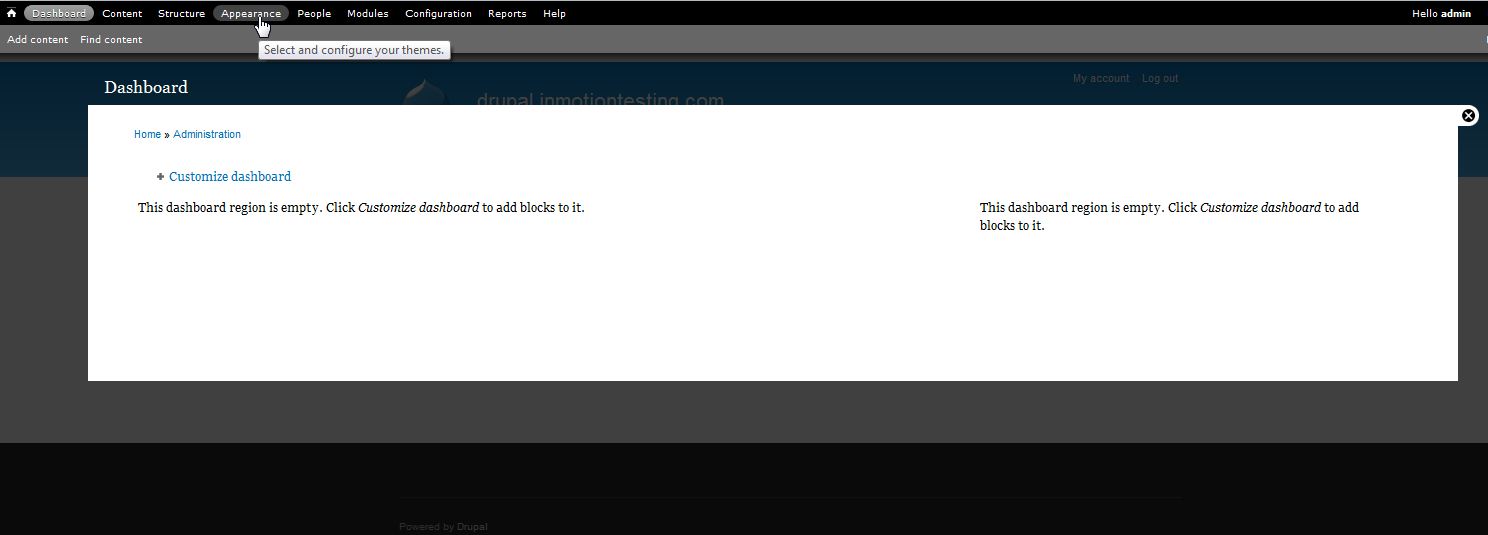 Dashboard Content Structure Appearance People Modules Configuration Reports Help Hello admin
Add content Find content
Select and configure your themes.
My account Log out
Dashboard
drupal.inmotiontesting.com
Home » Administration
Customize dashboard
This dashboard region is empty. Click Customize dashboard to add blocks to it.
This dashboard region is empty. Click Customize dashboard to add
blocks to it.
Powered by Drupal